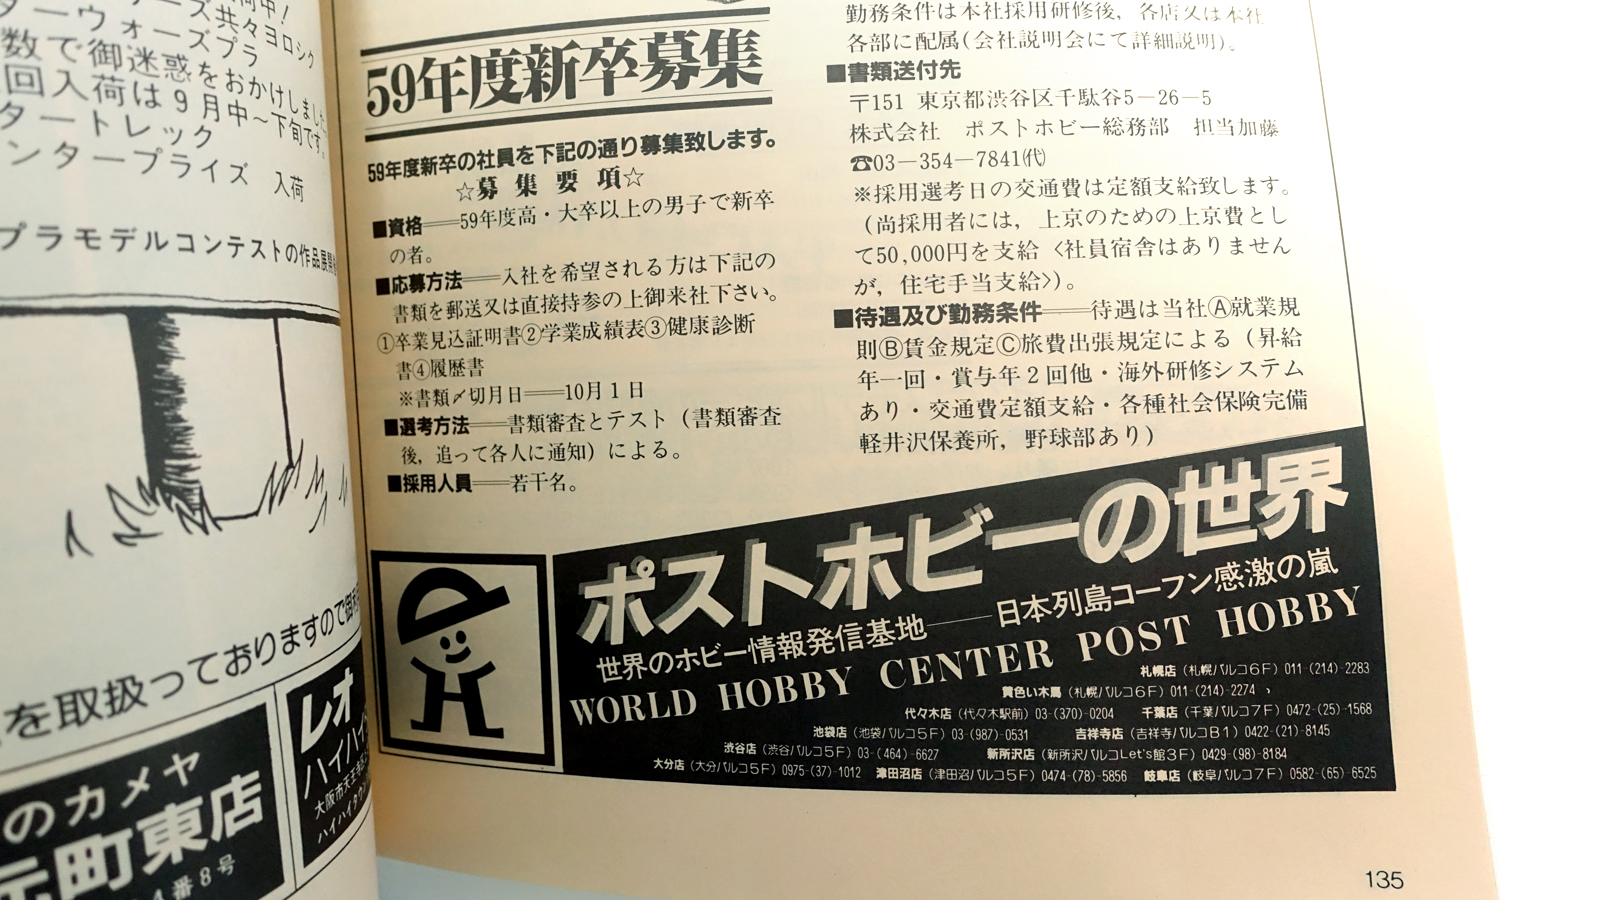 ーズ共々ヨロシク
ターウォーズプラ
数で御迷惑をおかけしました
回入荷は9月中〜下旬です。
タートレック
ンタープライズ 入荷
プラモデルコンテストの作品展開
を取扱っておりますので御利
のカメヤ
元町東店
番8号
レオ
ハイハイ
大阪市天王寺
ハイハイタウン
59年度新卒募集
59年度新卒の社員を下記の通り募集致します。
☆募集要項☆
■資格――59年度高・大卒以上の男子で新卒
の者。
■応募方法――入社を希望される方は下記の
書類を郵送又は直接持参の上御来社下さい。
①卒業見込証明書②学業成績表③健康診断
書④履歴書
※書類〆切月日――10月1日
■選考方法――書類審査とテスト（書類審査
後，追って各人に通知）による。
■採用人員――若干名。
勤務条件は本社採用研修後，各店又は本社
各部に配属(会社説明会にて詳細説明)。
■書類送付先
〒151 東京都渋谷区千駄谷5－26－5
株式会社 ポストホビー総務部 担当加藤
☎03－354－7841㈹
※採用選考日の交通費は定額支給致します。
（尚採用者には，上京のための上京費とし
て50,000円を支給〈社員宿舎はありません
が，住宅手当支給〉)。
■待遇及び勤務条件――待遇は当社Ⓐ就業規
則Ⓑ賃金規定Ⓒ旅費出張規定による（昇給
年一回・賞与年2回他・海外研修システム
あり・交通費定額支給・各種社会保険完備
軽井沢保養所，野球部あり）
ポストホビーの世界
世界のホビー情報発信基地――日本列島コーフン感激の嵐
WORLD HOBBY CENTER POST HOBBY
札幌店（札幌パルコ6F）011-(214)-2283
黄色い木馬（札幌パルコ6F）011-(214)-2274
代々木店（代々木駅前）03-(370)-0204 千葉店（千葉パルコ7F）0472-(25)-1568
池袋店（池袋パルコ5F）03-(987)-0531 吉祥寺店（吉祥寺パルコB1）0422-(21)-8145
渋谷店（渋谷パルコ5F）03-(464)-6627 新所沢店（新所沢パルコLet's館3F）0429-(98)-8184
大分店（大分パルコ5F）0975-(37)-1012 津田沼店（津田沼パルコ5F）0474-(78)-5856 岐阜店（岐阜パルコ7F）0582-(65)-6525
135